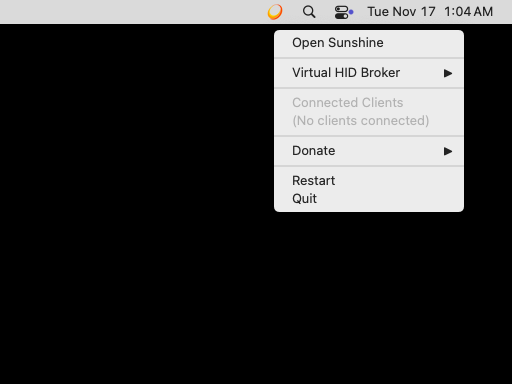 Tue Nov 17 1:04 AM
Open Sunshine
Virtual HID Broker
Connected Clients
(No clients connected)
Donate
Restart
Quit